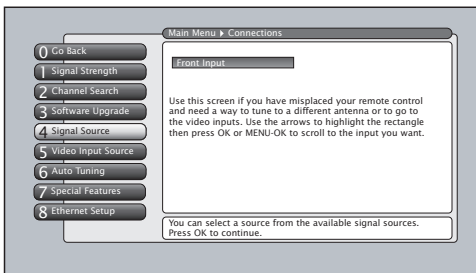 Main Menu ▸ Connections
0 Go Back
1 Signal Strength
2 Channel Search
3 Software Upgrade
4 Signal Source
5 Video Input Source
6 Auto Tuning
7 Special Features
8 Ethernet Setup
Front Input
Use this screen if you have misplaced your remote control
and need a way to tune to a different antenna or to go to
the video inputs. Use the arrows to highlight the rectangle
then press OK or MENU-OK to scroll to the input you want.
You can select a source from the available signal sources.
Press OK to continue.